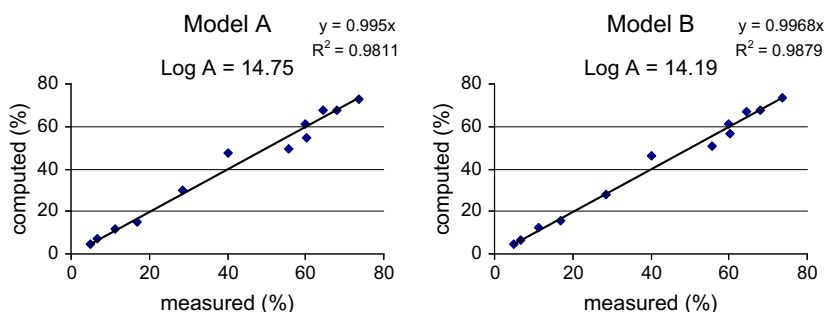 Model A
y = 0.995x
R² = 0.9811
Log A = 14.75
80
60
40
20
0
0 20 40 60 80
computed (%)
measured (%)
Model B
y = 0.9968x
R² = 0.9879
Log A = 14.19
80
60
40
20
0
0 20 40 60 80
computed (%)
measured (%)